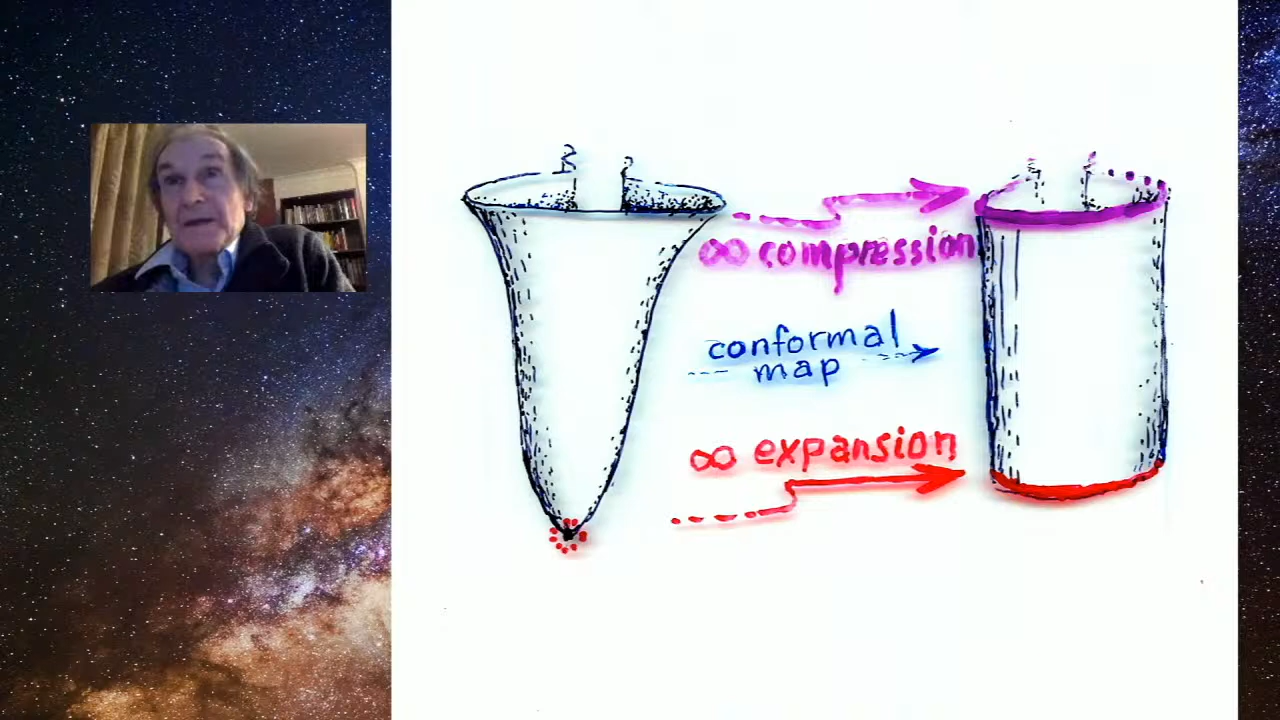 ∞ compression
conformal
map
∞ expansion